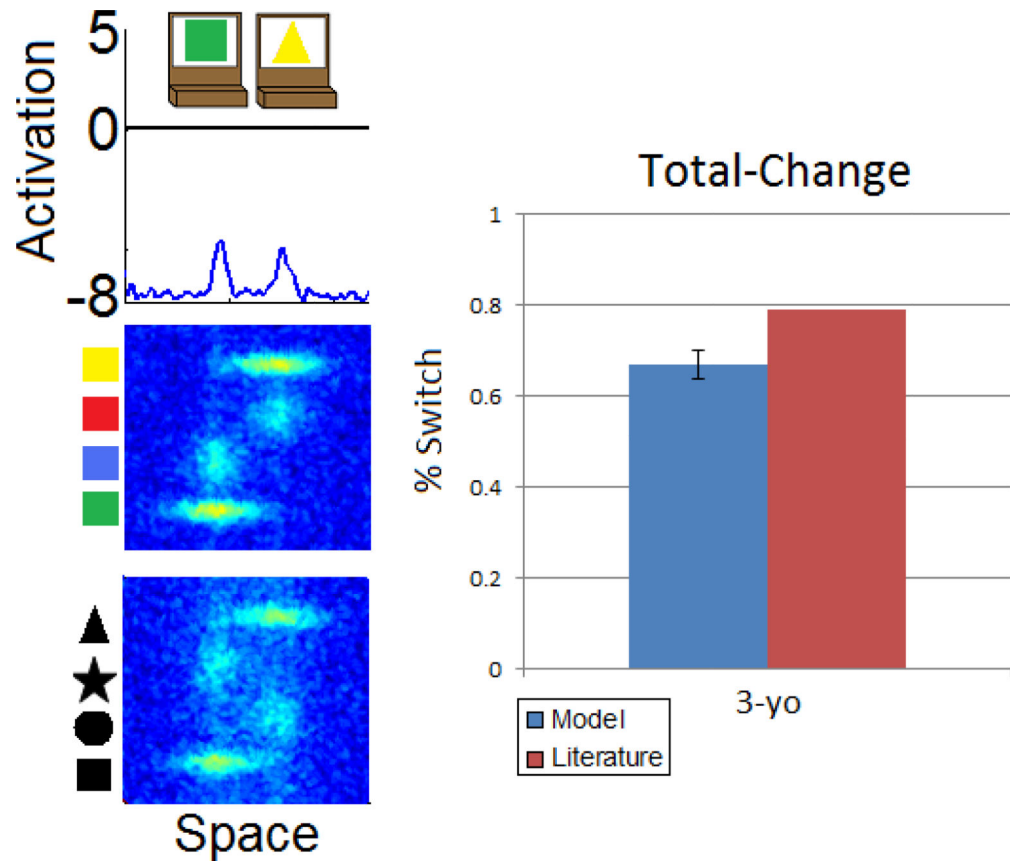 Activation
5
0
-8
Space
Total-Change
% Switch
1
0.8
0.6
0.4
0.2
0
3-yo
Model
Literature